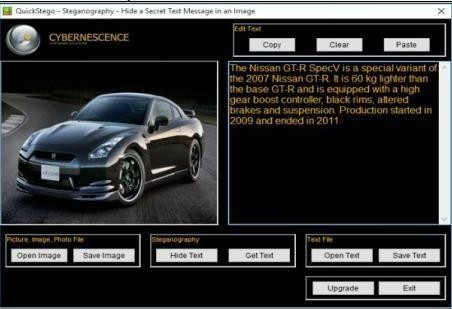 QuickStego - Steganography - Hide a Secret Text Message in an Image
CYBERNESCENCE
Edit Text
Copy Clear Paste
The Nissan GT-R SpecV is a special variant of
the 2007 Nissan GT-R. It is 60 kg lighter than
the base GT-R and is equipped with a high
gear boost controller, black rims, altered
brakes and suspension. Production started in
2009 and ended in 2011.
Picture, Image, Photo File
Open Image Save Image
Steganography
Hide Text Get Text
Text File
Open Text Save Text
Upgrade Exit